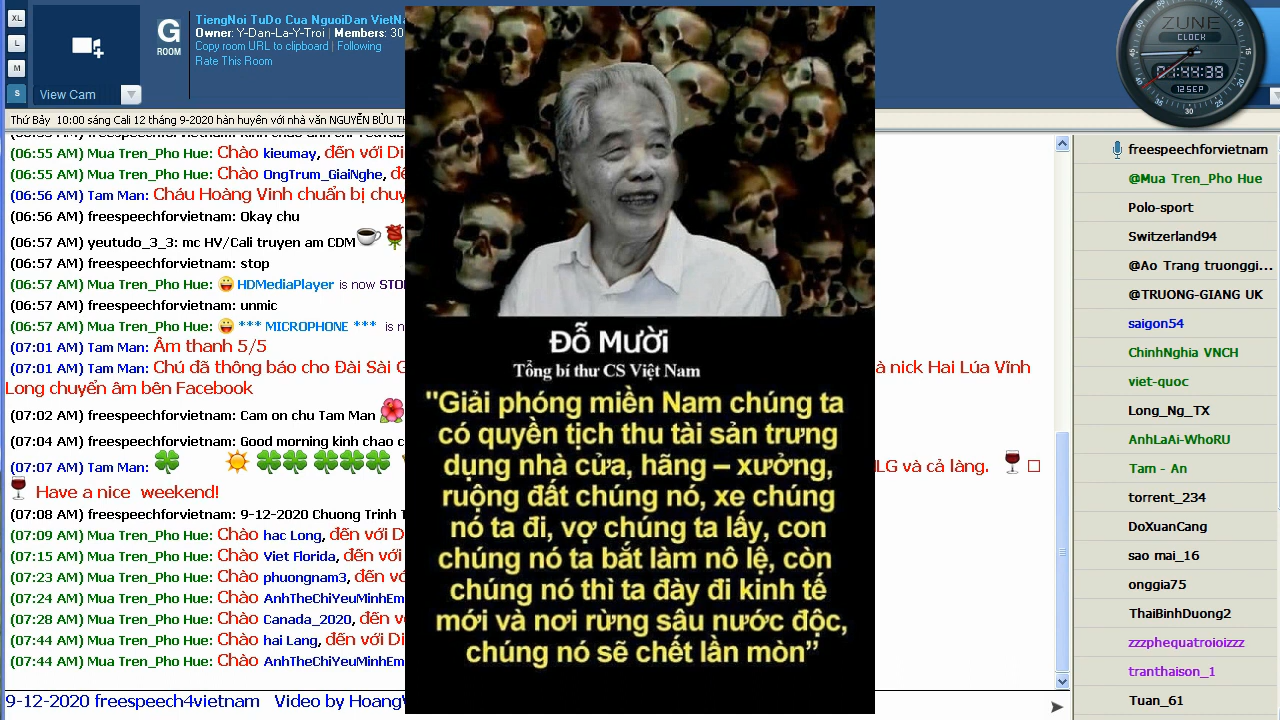 XL
L
M
S
View Cam
G
ROOM
TiengNoi TuDo Cua NguoiDan VietNa
Owner: Y-Dan-La-Y-Troi | Members: 30
Copy room URL to clipboard | Following
Rate This Room
ZUNE
CLOCK
07:44:38
12SEP
Thứ Bảy 10:00 sáng Cali 12 tháng 9-2020 hàn huyên với nhà văn NGUYỄN BỬU TH
(06:55 AM) Mua Tren_Pho Hue: Chào kieumay, đến với Di
(06:55 AM) Mua Tren_Pho Hue: Chào OngTrum_GiaiNghe, đế
(06:56 AM) Tam Man: Cháu Hoàng Vinh chuẩn bị chuy
(06:56 AM) freespeechforvietnam: Okay chu
(06:57 AM) yeutudo_3_3: mc HV/Cali truyen am CDM
(06:57 AM) freespeechforvietnam: stop
(06:57 AM) Mua Tren_Pho Hue: HDMediaPlayer is now STO
(06:57 AM) freespeechforvietnam: unmic
(06:57 AM) Mua Tren_Pho Hue: *** MICROPHONE *** is n
(07:01 AM) Tam Man: Âm thanh 5/5
(07:01 AM) Tam Man: Chú đã thông báo cho Đài Sài G à nick Hai Lúa Vĩnh
Long chuyển âm bên Facebook
(07:02 AM) freespeechforvietnam: Cam on chu Tam Man
(07:04 AM) freespeechforvietnam: Good morning kinh chao c
(07:07 AM) Tam Man: LG và cả làng.
Have a nice weekend!
(07:08 AM) freespeechforvietnam: 9-12-2020 Chuong Trinh T
(07:09 AM) Mua Tren_Pho Hue: Chào hac Long, đến với D
(07:15 AM) Mua Tren_Pho Hue: Chào Viet Florida, đến với
(07:23 AM) Mua Tren_Pho Hue: Chào phuongnam3, đến vớ
(07:24 AM) Mua Tren_Pho Hue: Chào AnhTheChiYeuMinhEm
(07:28 AM) Mua Tren_Pho Hue: Chào Canada_2020, đến v
(07:44 AM) Mua Tren_Pho Hue: Chào hai Lang, đến với Di
(07:44 AM) Mua Tren_Pho Hue: Chào AnhTheChiYeuMinhEm
9-12-2020 freespeech4vietnam Video by HoangV
Đỗ Mười
Tổng bí thư CS Việt Nam
"Giải phóng miền Nam chúng ta
có quyền tịch thu tài sản trưng
dụng nhà cửa, hãng – xưởng,
ruộng đất chúng nó, xe chúng
nó ta đi, vợ chúng ta lấy, con
chúng nó ta bắt làm nô lệ, còn
chúng nó thì ta đày đi kinh tế
mới và nơi rừng sâu nước độc,
chúng nó sẽ chết lần mòn”
freespeechforvietnam
@Mua Tren_Pho Hue
Polo-sport
Switzerland94
@Ao Trang truonggi...
@TRUONG-GIANG UK
saigon54
ChinhNghia VNCH
viet-quoc
Long_Ng_TX
AnhLaAi-WhoRU
Tam - An
torrent_234
DoXuanCang
sao mai_16
onggia75
ThaiBinhDuong2
zzzphequatroioizzz
tranthaison_1
Tuan_61